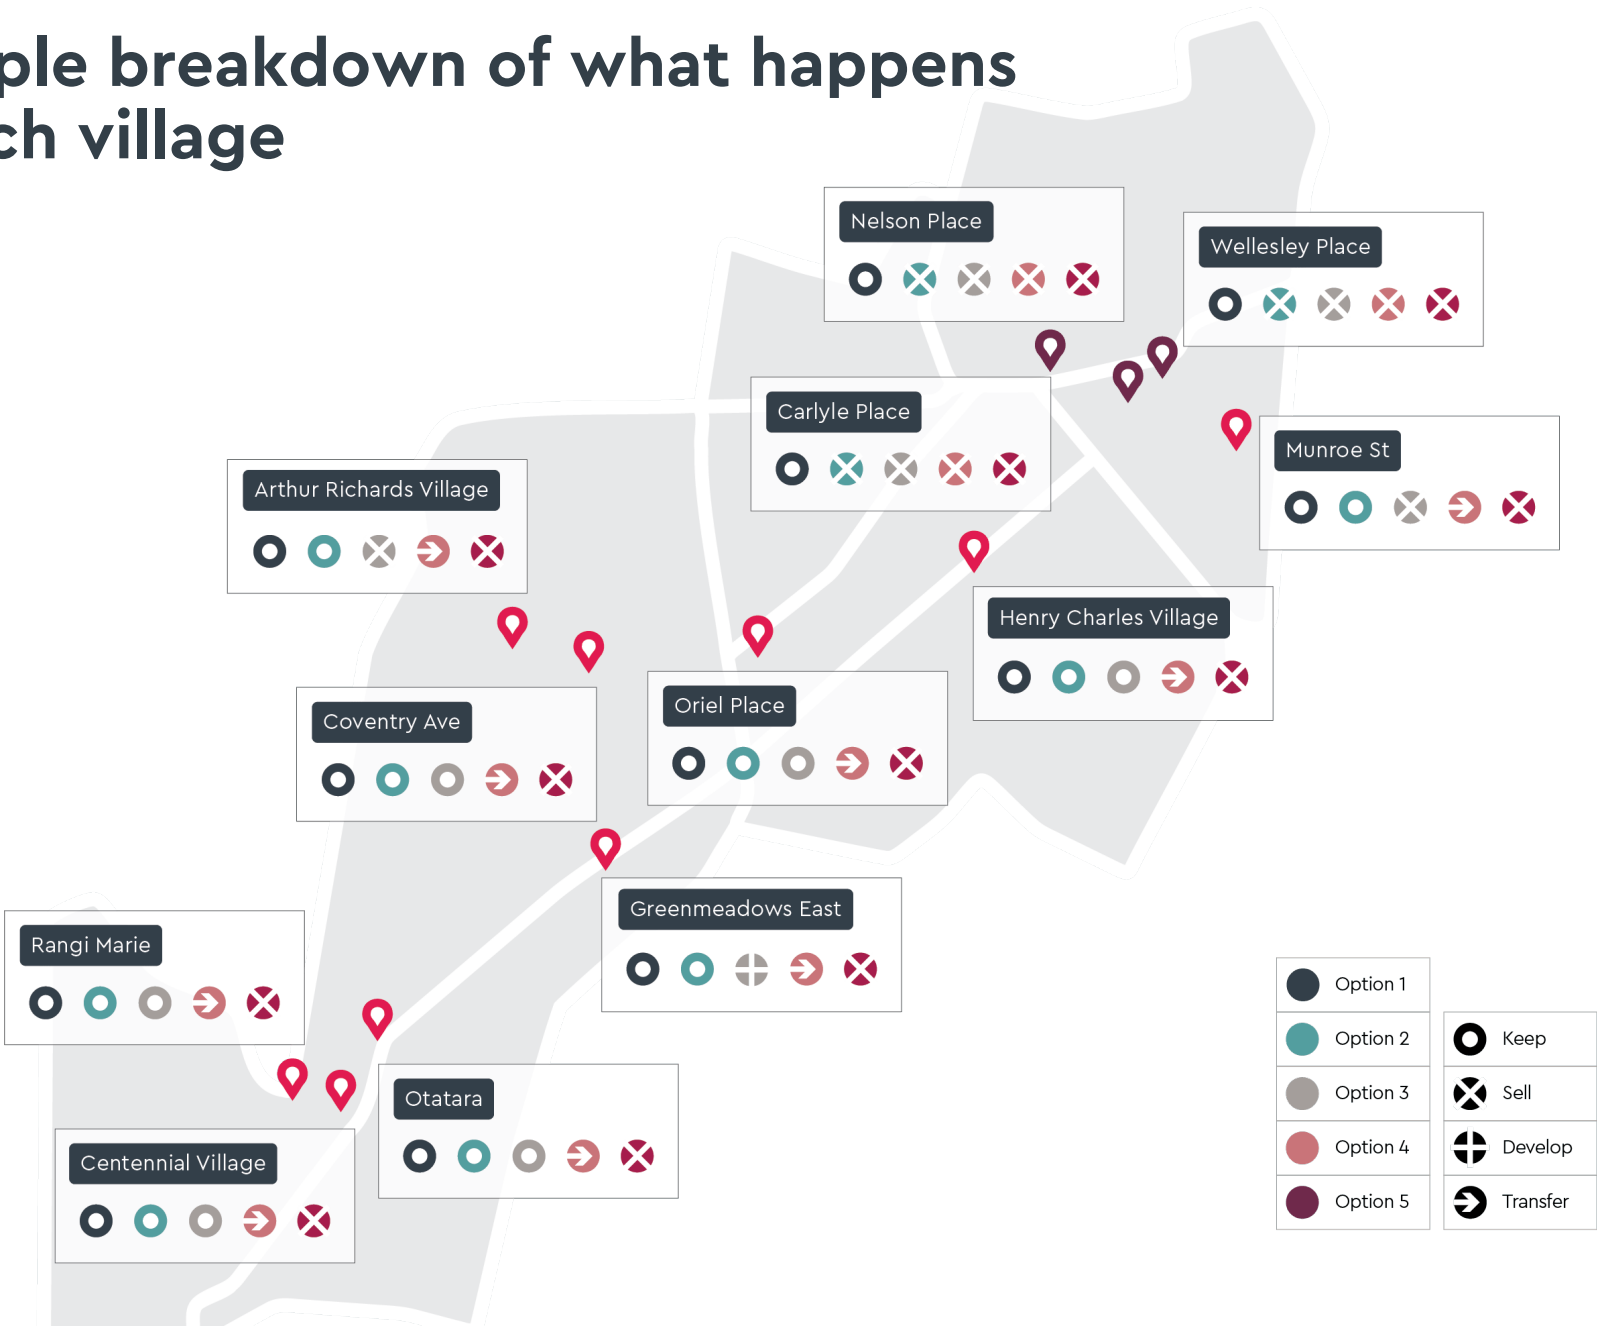 ple breakdown of what happens
ch village
Nelson Place
Wellesley Place
Carlyle Place
Munroe St
Arthur Richards Village
Henry Charles Village
Coventry Ave
Oriel Place
Greenmeadows East
Rangi Marie
Otatara
Centennial Village
Option 1
Option 2
Keep
Option 3
Sell
Option 4
Develop
Option 5
Transfer